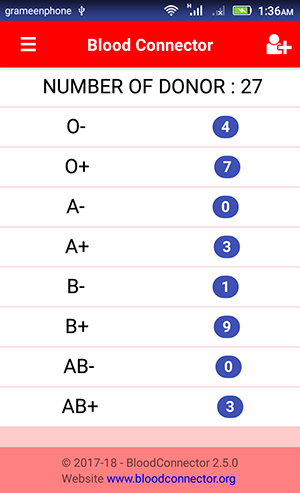 grameenphone 1:36AM
Blood Connector
NUMBER OF DONOR : 27
O- 4
O+ 7
A- 0
A+ 3
B- 1
B+ 9
AB- 0
AB+ 3
© 2017-18 - BloodConnector 2.5.0
Website www.bloodconnector.org